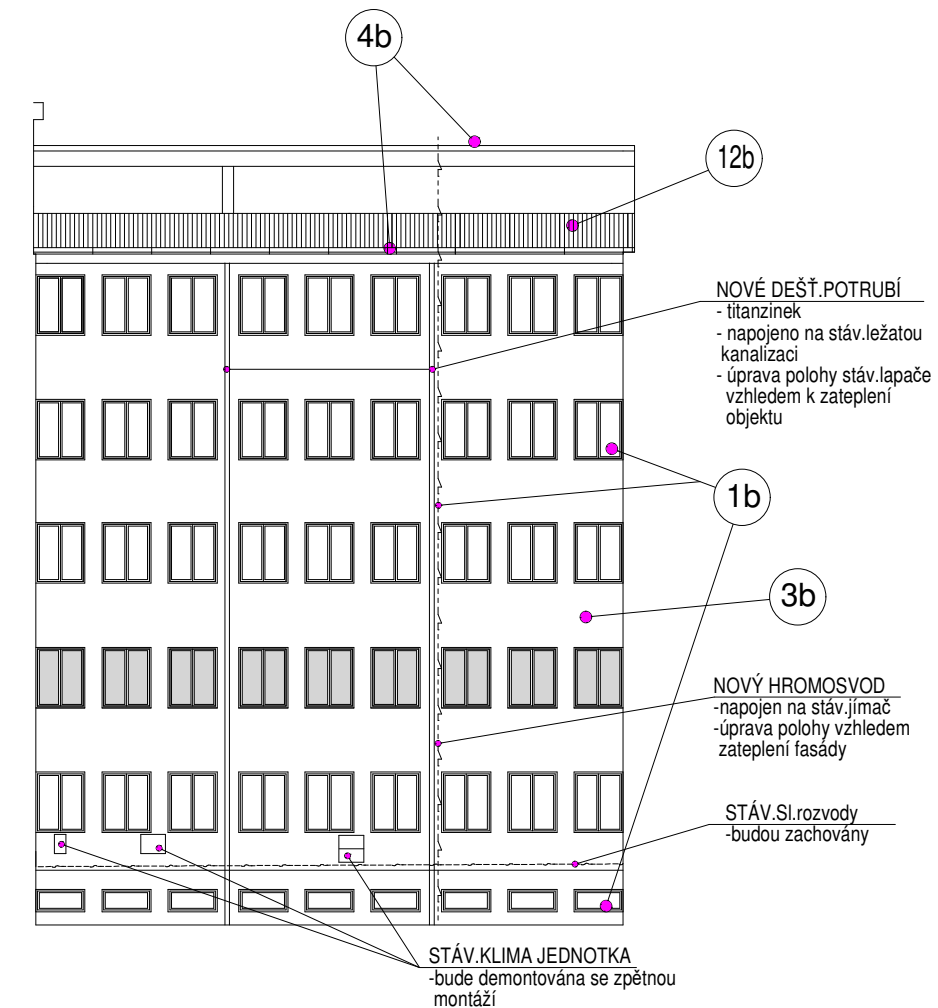 4b
12b
NOVÉ DEŠŤ.POTRUBÍ
- titanzinek
- napojeno na stáv.ležatou
kanalizaci
- úprava polohy stáv.lapače
vzhledem k zateplení
objektu
1b
3b
NOVÝ HROMOSVOD
-napojen na stáv.jímač
-úprava polohy vzhledem
zateplení fasády
STÁV.Sl.rozvody
-budou zachovány
STÁV.KLIMA JEDNOTKA
-bude demontována se zpětnou
montáží